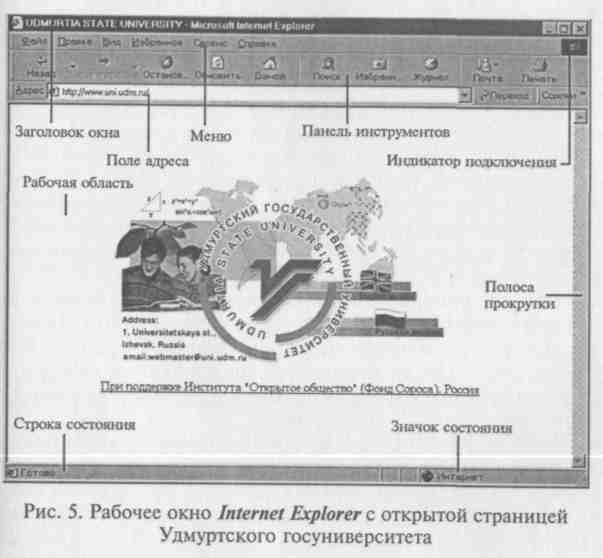 UDMURTIA STATE UNIVERSITY - Microsoft Internet Explorer
Файл Правка Вид Избранное Сервис Справка
Назад Останов... Обновить Домой Поиск Избранн... Журнал Почта Печать
Адрес http://www.uni.udm.ru/ Переход Ссылки
Заголовок окна
Меню
Панель инструментов
Поле адреса
Индикатор подключения
Рабочая область
УДМУРТСКИЙ ГОСУДАРСТВЕННЫЙ УНИВЕРСИТЕТ
UDMURTIA STATE UNIVERSITY
Полоса
прокрутки
Address:
1, Universitetskaya st.,
Izhevsk, Russia
email:webmaster@uni.udm.ru
При поддержке Института "Открытое общество" (Фонд Сороса). Россия
Строка состояния
Значок состояния
Готово
Интернет
Рис. 5. Рабочее окно Internet Explorer с открытой страницей
Удмуртского госуниверситета